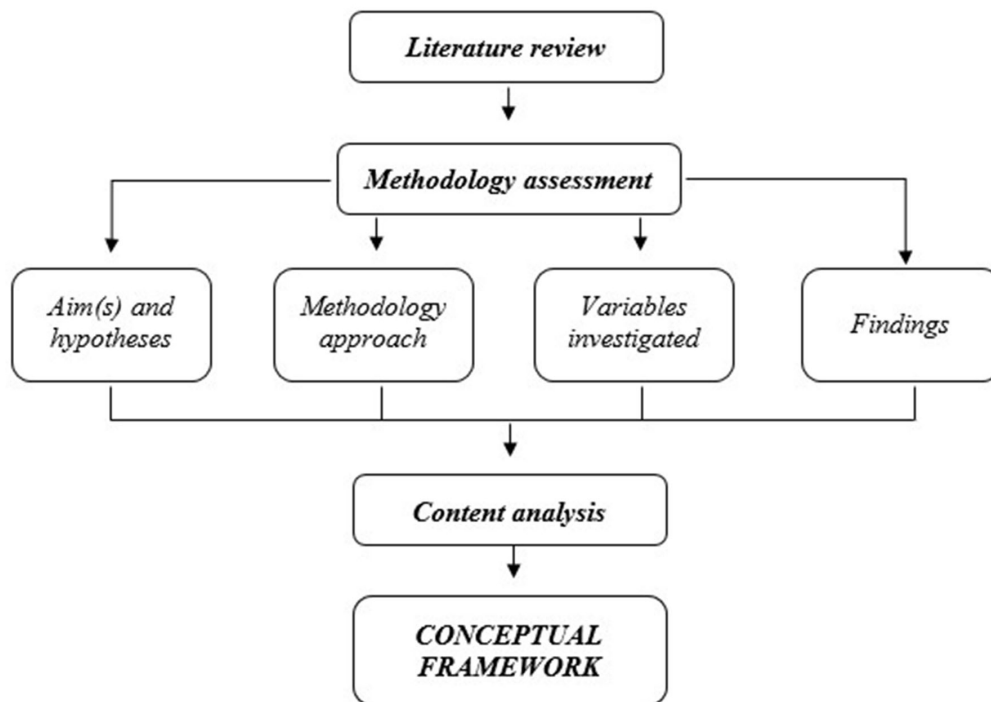 Literature review
Methodology assessment
Aim(s) and
hypotheses
Methodology
approach
Variables
investigated
Findings
Content analysis
CONCEPTUAL
FRAMEWORK